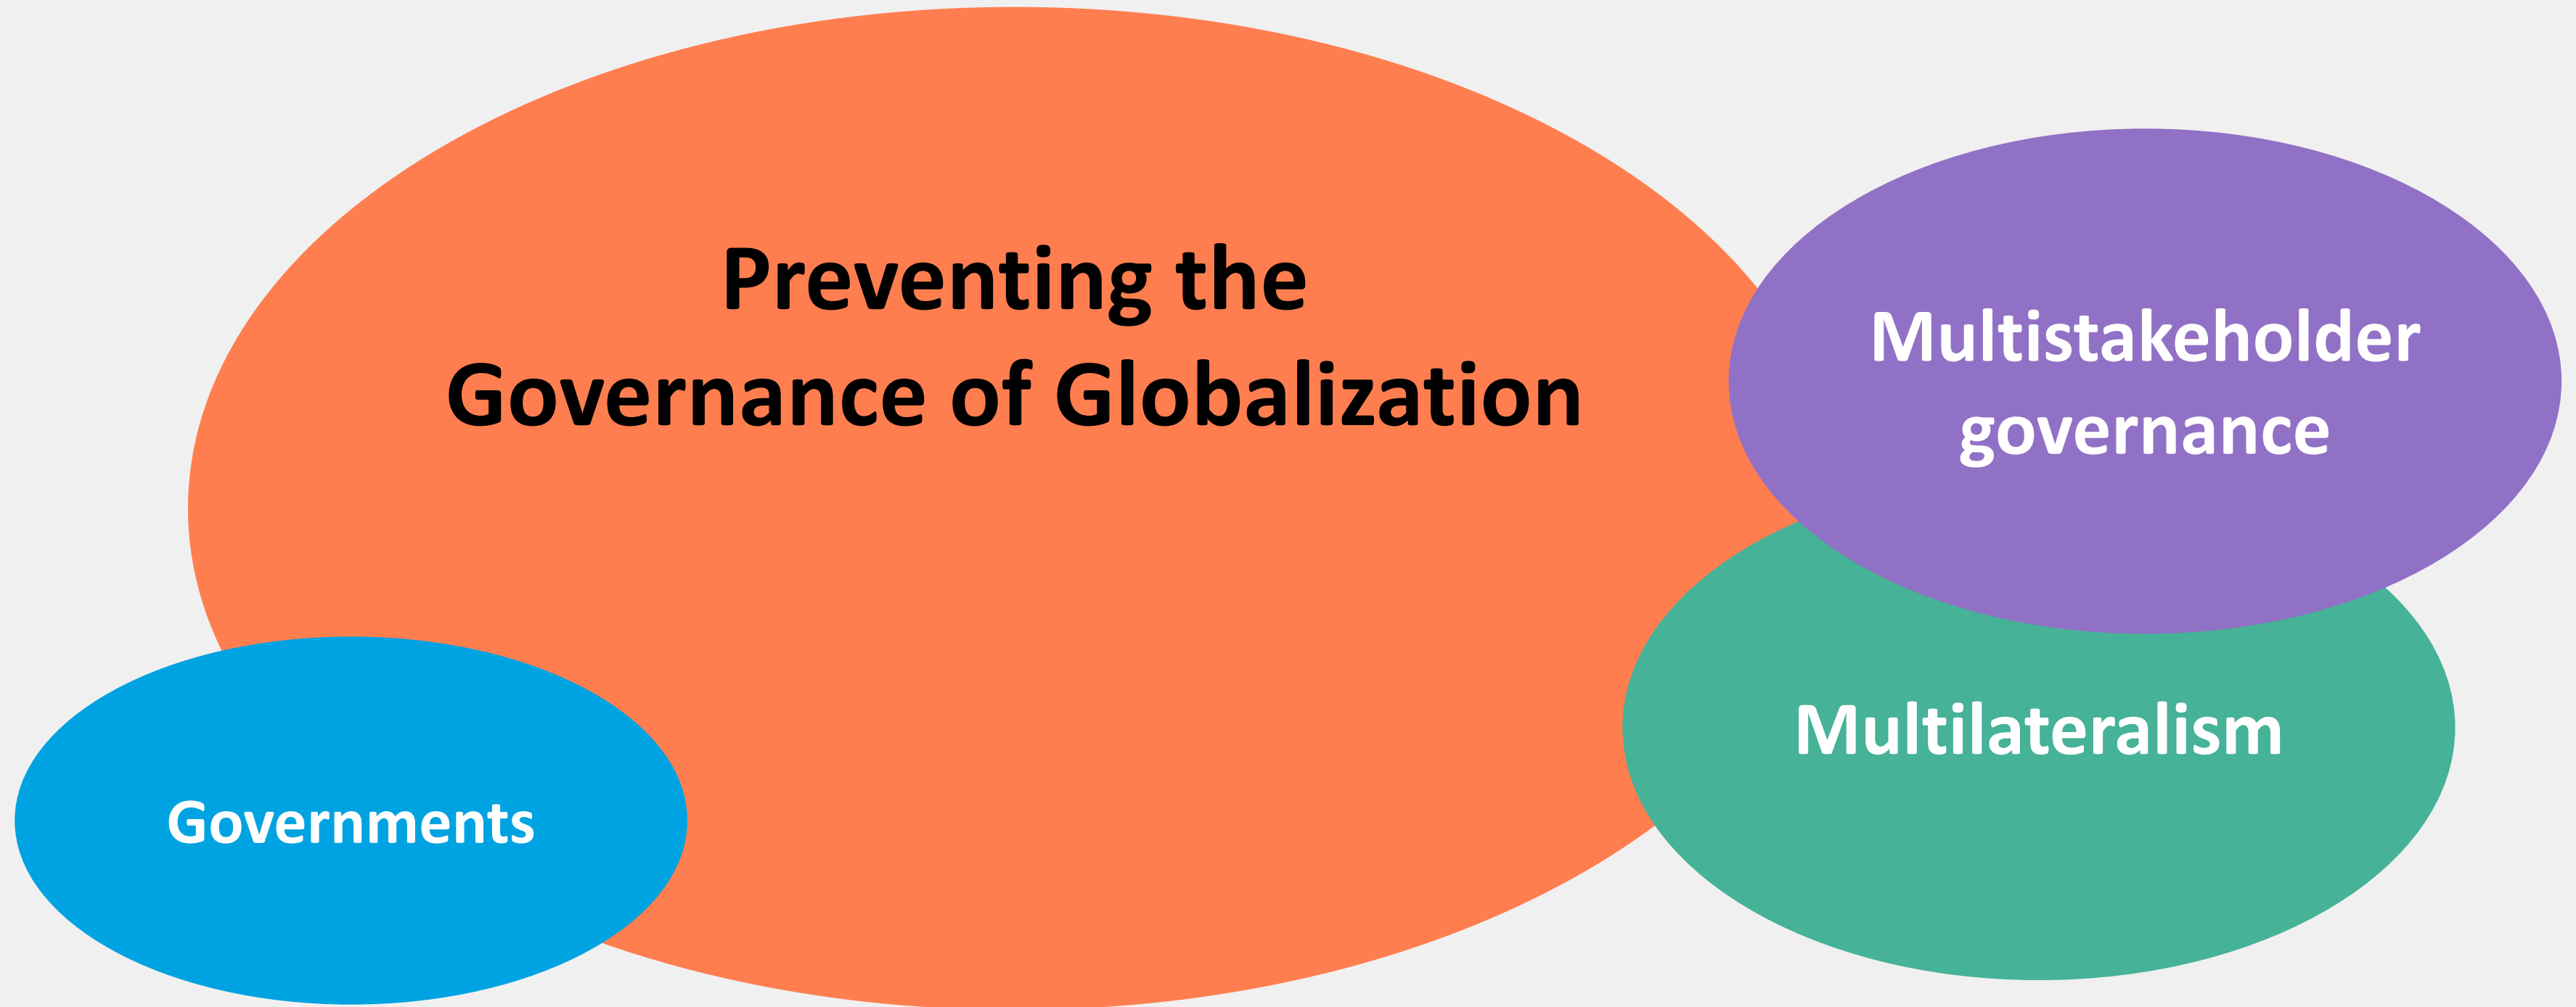 Preventing the
Governance of Globalization
Multistakeholder
governance
Multilateralism
Governments